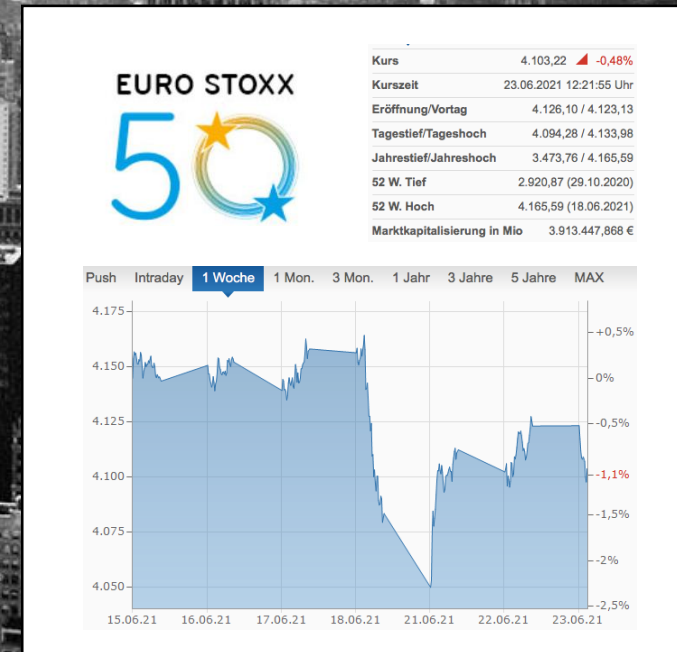 EURO STOXX
50
Kurs 4.103,22 -0,48%
Kurszeit 23.06.2021 12:21:55 Uhr
Eröffnung/Vortag 4.126,10 / 4.123,13
Tagestief/Tageshoch 4.094,28 / 4.133,98
Jahrestief/Jahreshoch 3.473,76 / 4.165,59
52 W. Tief 2.920,87 (29.10.2020)
52 W. Hoch 4.165,59 (18.06.2021)
Marktkapitalisierung in Mio 3.913.447,868 €
Push Intraday 1 Woche 1 Mon. 3 Mon. 1 Jahr 3 Jahre 5 Jahre MAX
4.175
4.150
4.125
4.100
4.075
4.050
+0,5%
0%
-0,5%
-1,1%
-1,5%
-2%
-2,5%
15.06.21 16.06.21 17.06.21 18.06.21 21.06.21 22.06.21 23.06.21